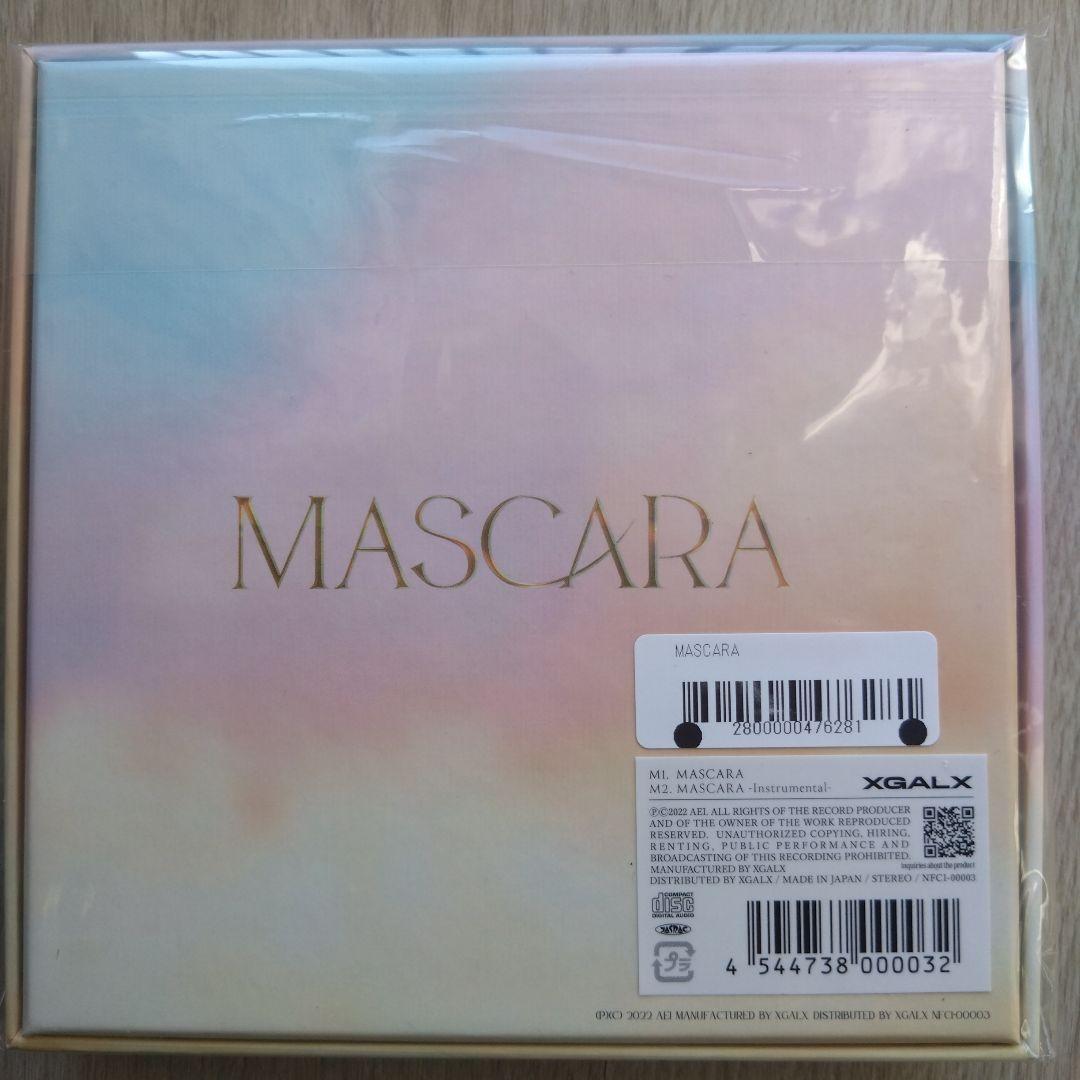 MASCARA
MASCARA
2800000476281
M1. MASCARA
M2. MASCARA -Instrumental-
XGALX
Ⓟ©2022 AEI. ALL RIGHTS OF THE RECORD PRODUCER
AND OF THE OWNER OF THE WORK REPRODUCED
RESERVED. UNAUTHORIZED COPYING, HIRING,
RENTING, PUBLIC PERFORMANCE AND
BROADCASTING OF THIS RECORDING PROHIBITED.
MANUFACTURED BY XGALX
inquiries about the product
DISTRIBUTED BY XGALX / MADE IN JAPAN / STEREO / NFC1-00003
COMPACT
disc
DIGITAL AUDIO
JASRAC
プラ
4 544738 000032
(P)(C) 2022 AEI MANUFACTURED BY XGALX DISTRIBUTED BY XGALX NFC1-00003